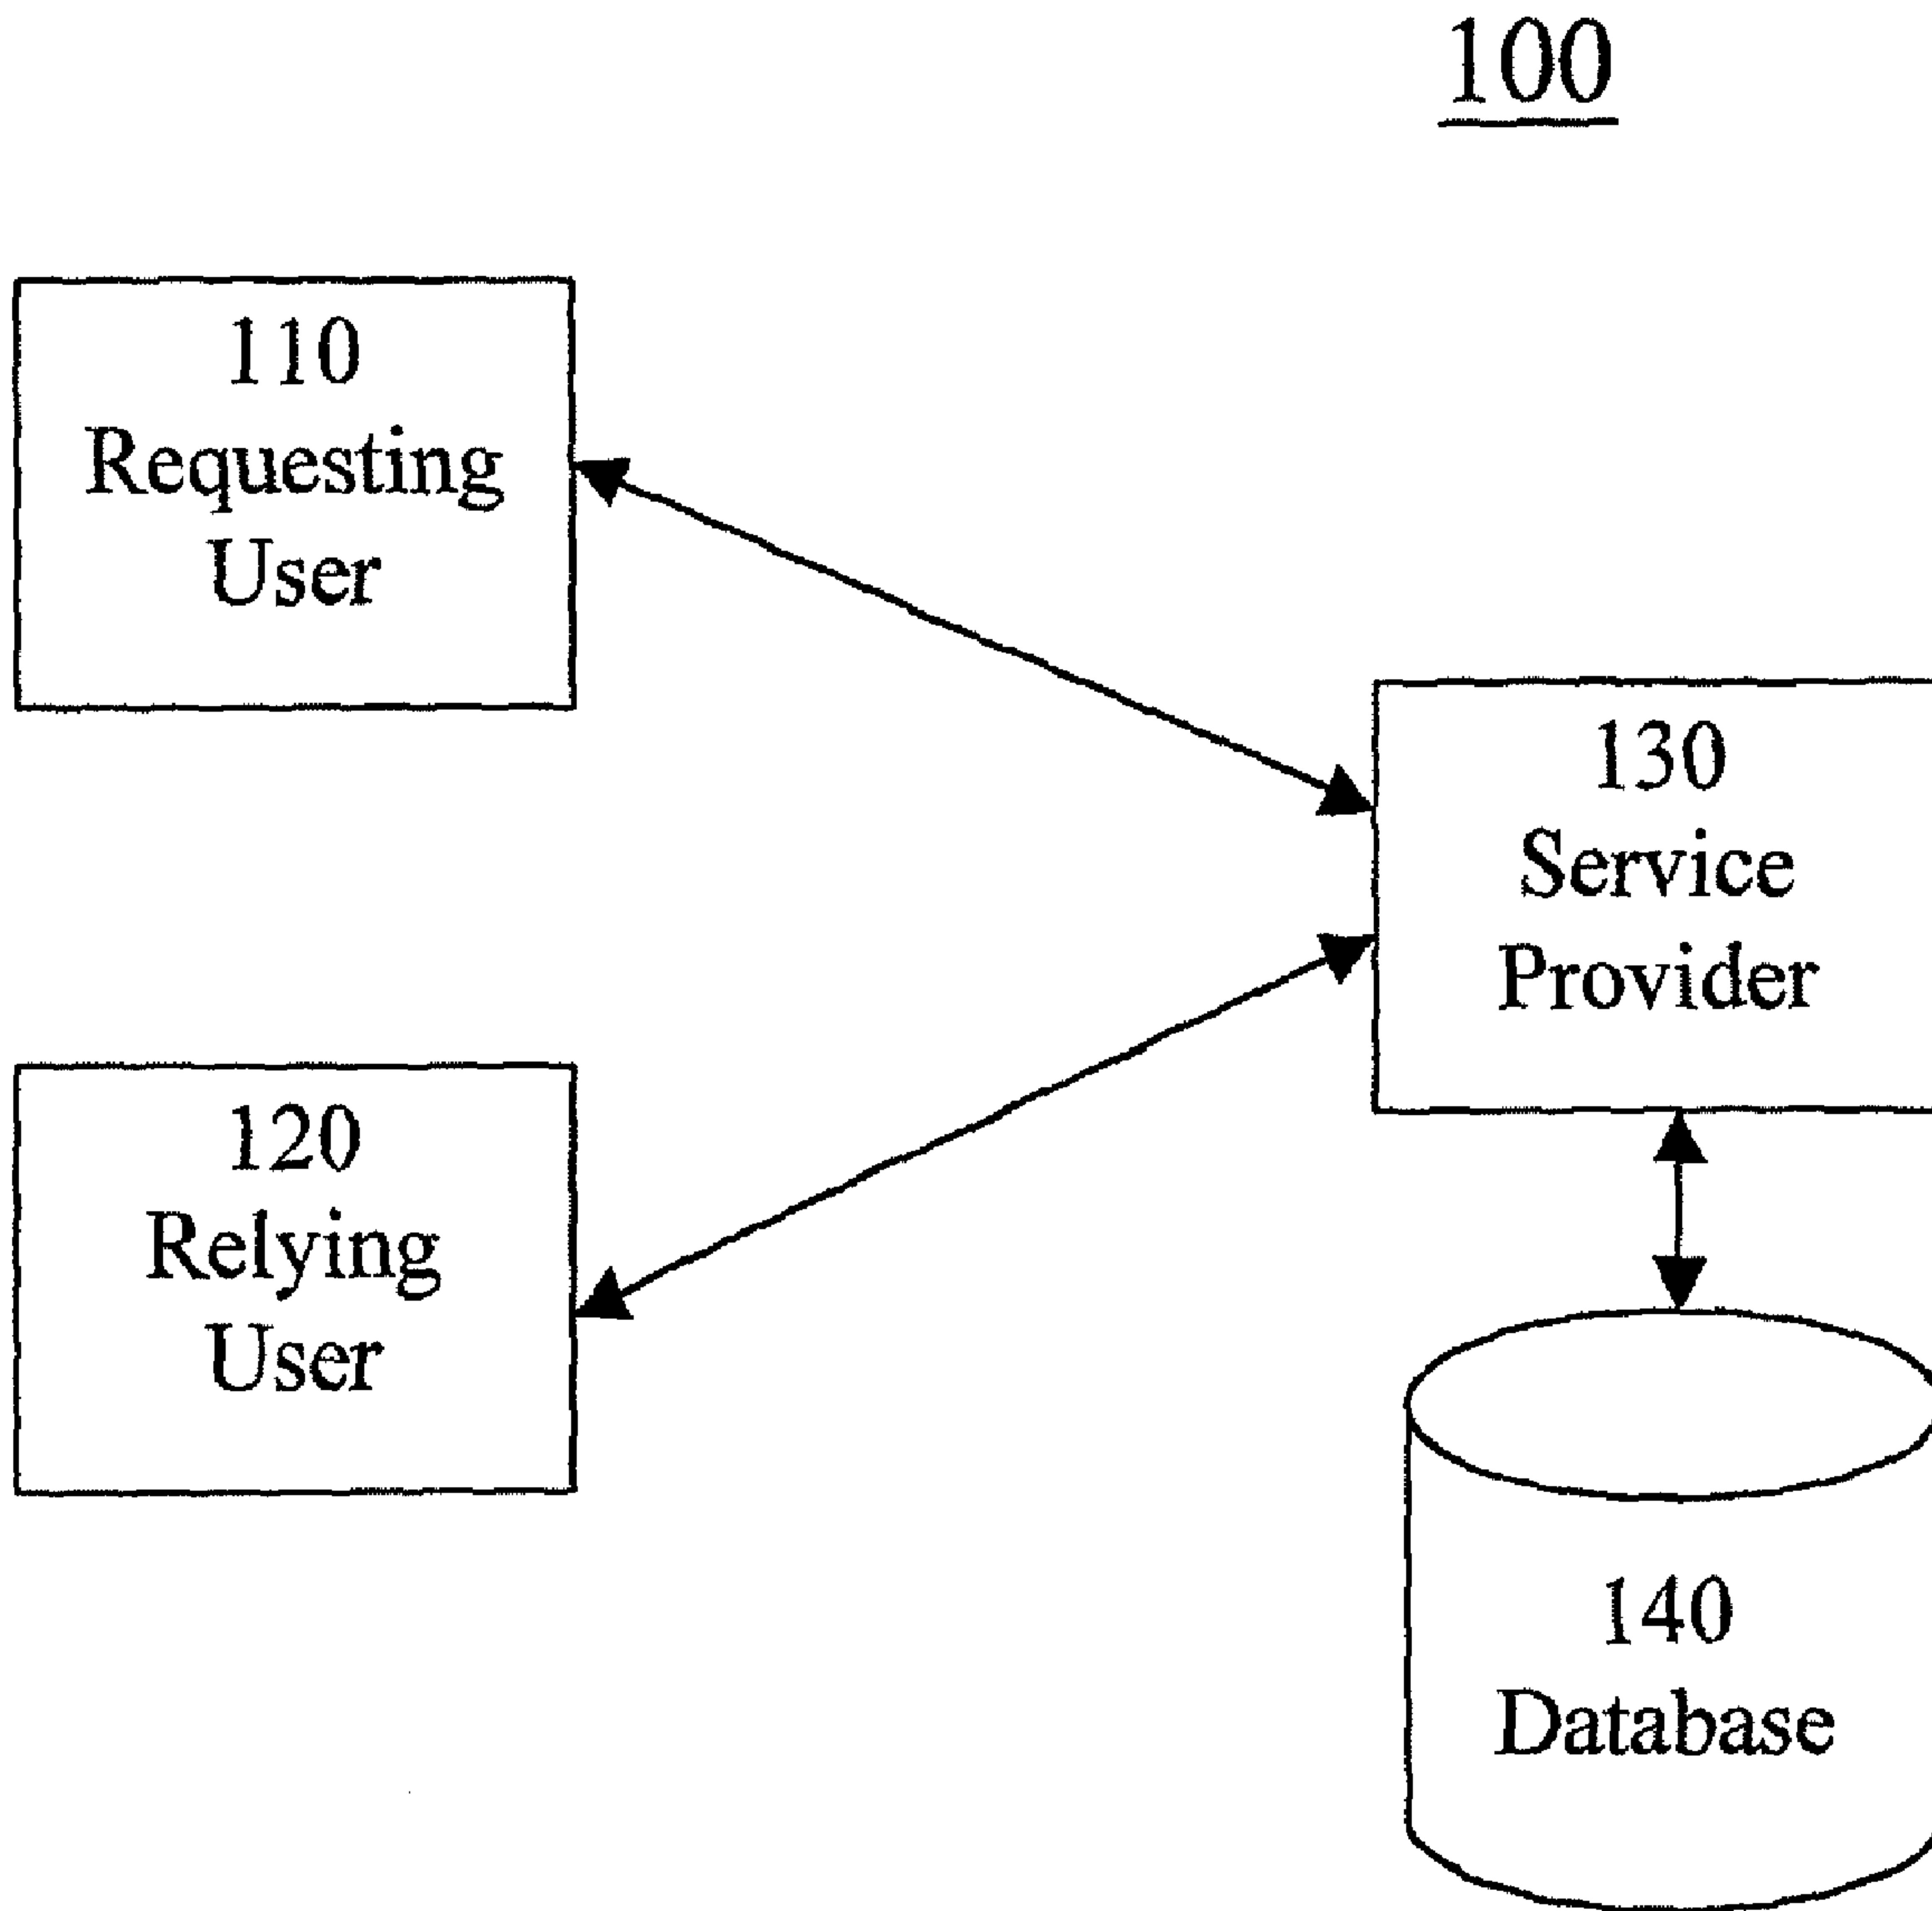 100
110
Requesting
User
130
Service
Provider
120
Relying
User
140
Database